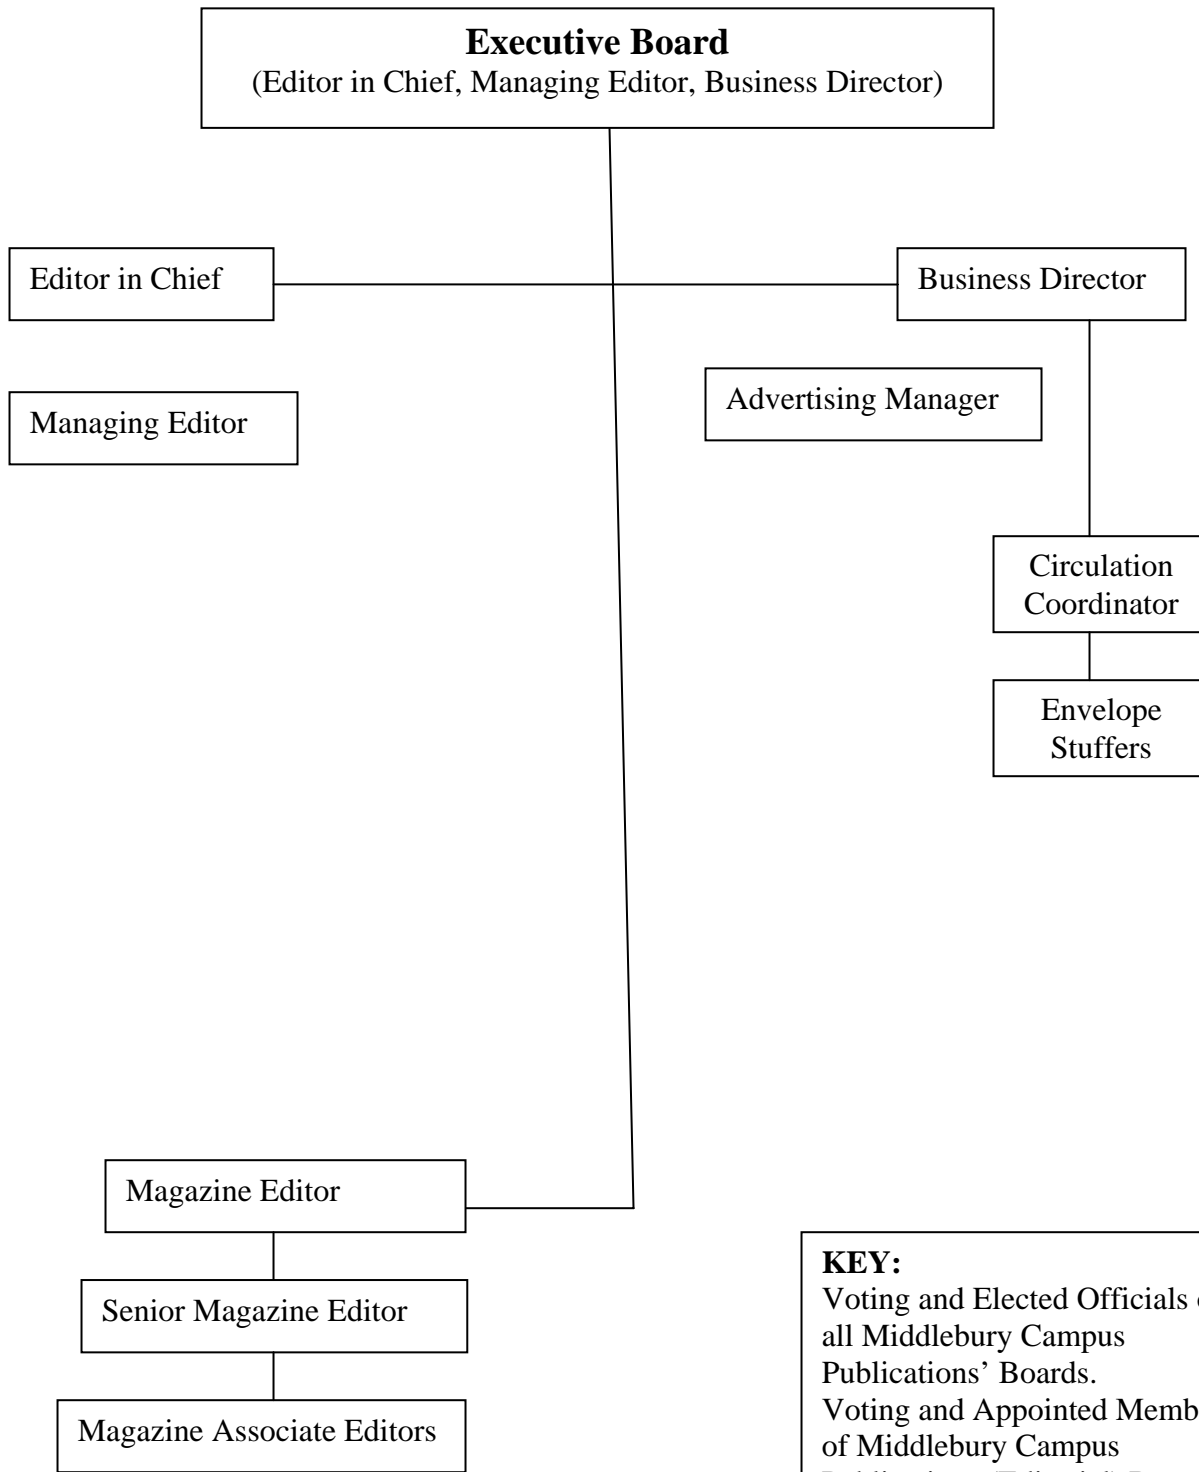 Executive Board
(Editor in Chief, Managing Editor, Business Director)
Editor in Chief
Business Director
Managing Editor
Advertising Manager
Circulation
Coordinator
Envelope
Stuffers
Magazine Editor
Senior Magazine Editor
Magazine Associate Editors
KEY:
Voting and Elected Officials
all Middlebury Campus
Publications’ Boards.
Voting and Appointed
of Middlebury Campus